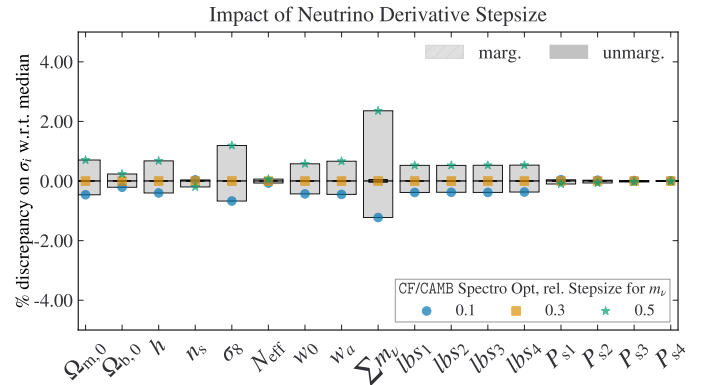 Impact of Neutrino Derivative Stepsize
% discrepancy on σᵢ w.r.t. median
4.00
2.00
0.00
-2.00
-4.00
marg. unmarg.
CF/CAMB Spectro Opt, rel. Stepsize for mᵥ
0.1 0.3 0.5
Ωm,0 Ωb,0 h ns σ8 Neff w0 wa ∑mν lbs1 lbs2 lbs3 lbs4 Ps1 Ps2 Ps3 Ps4